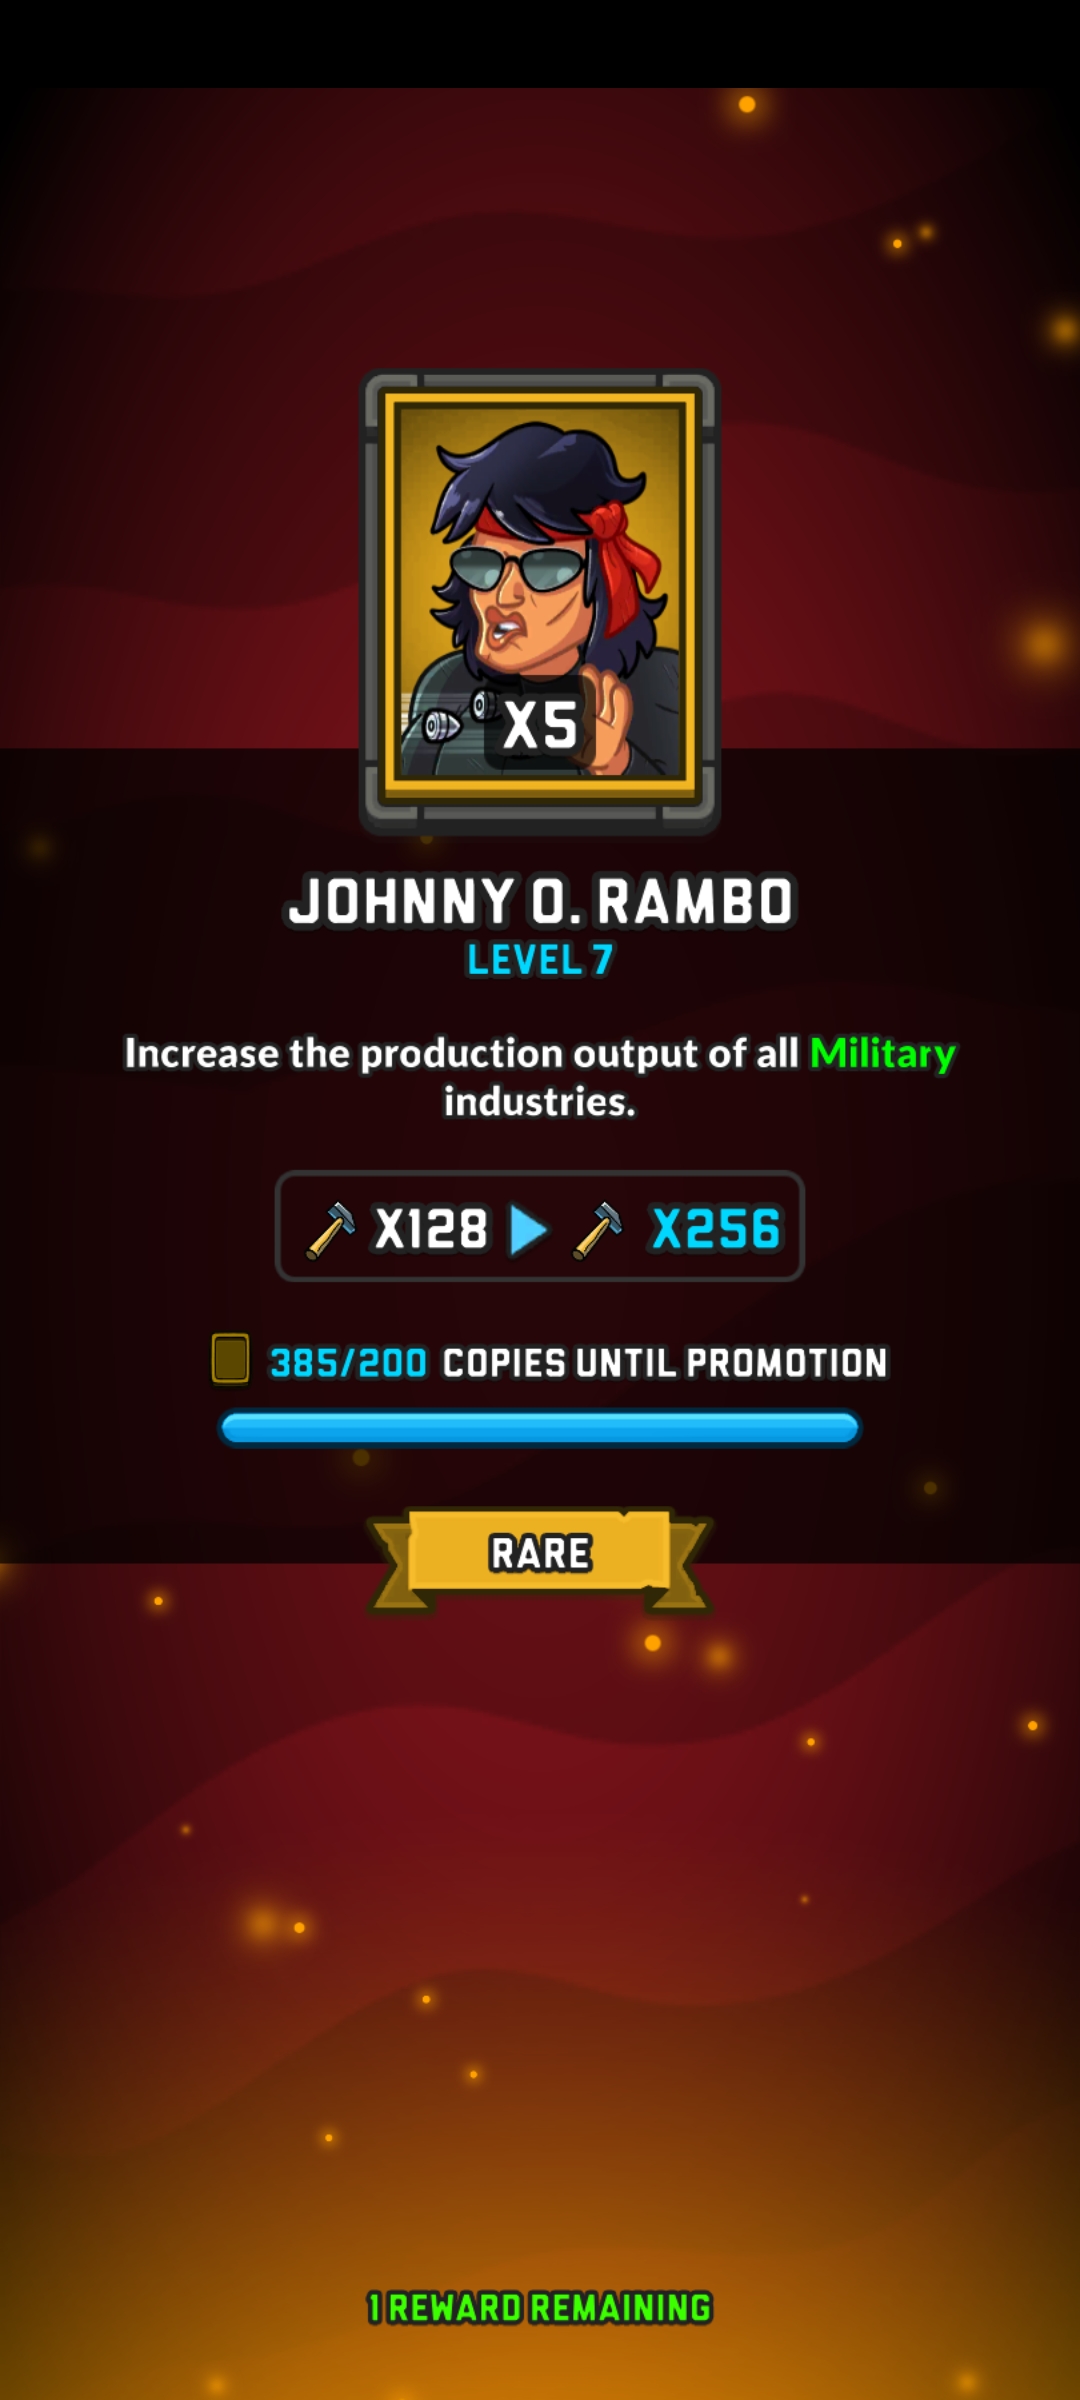 X5
JOHNNY O. RAMBO
LEVEL 7
Increase the production output of all Military
industries.
X128 X256
385/200 COPIES UNTIL PROMOTION
RARE
1 REWARD REMAINING